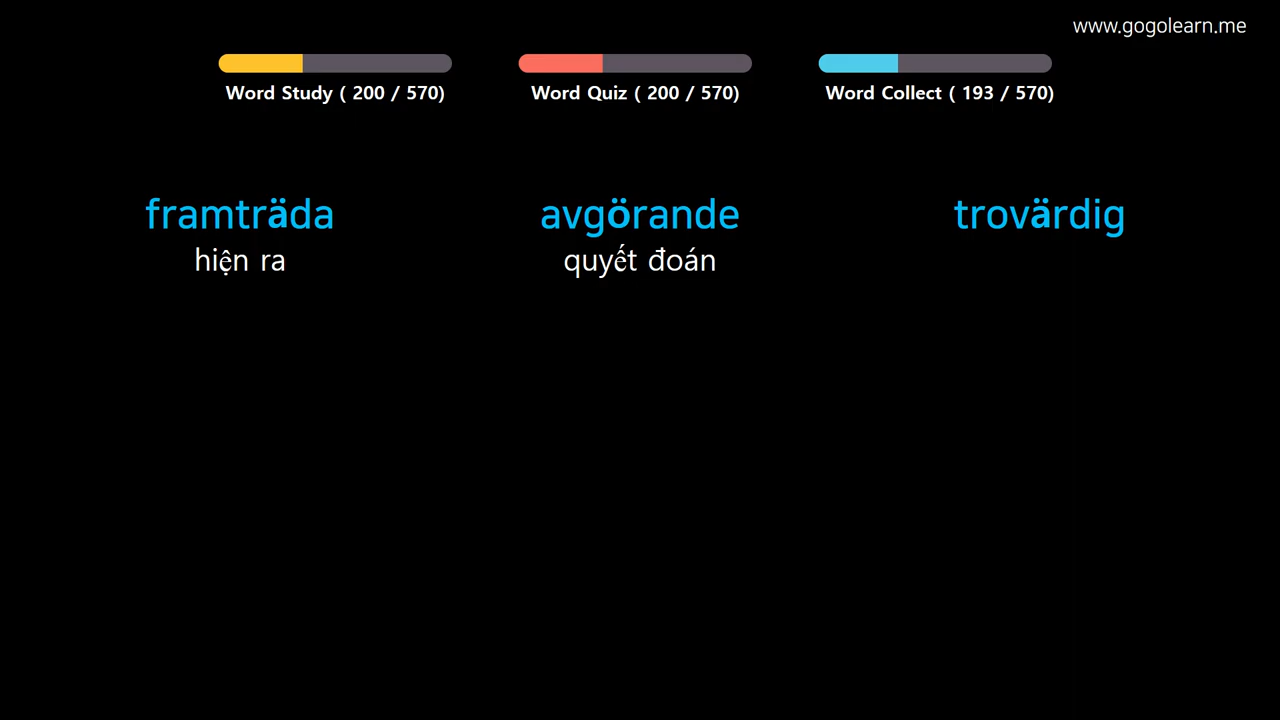 www.gogolearn.me
Word Study ( 200 / 570)
Word Quiz ( 200 / 570)
Word Collect ( 193 / 570)
framträda
hiện ra
avgörande
quyết đoán
trovärdig